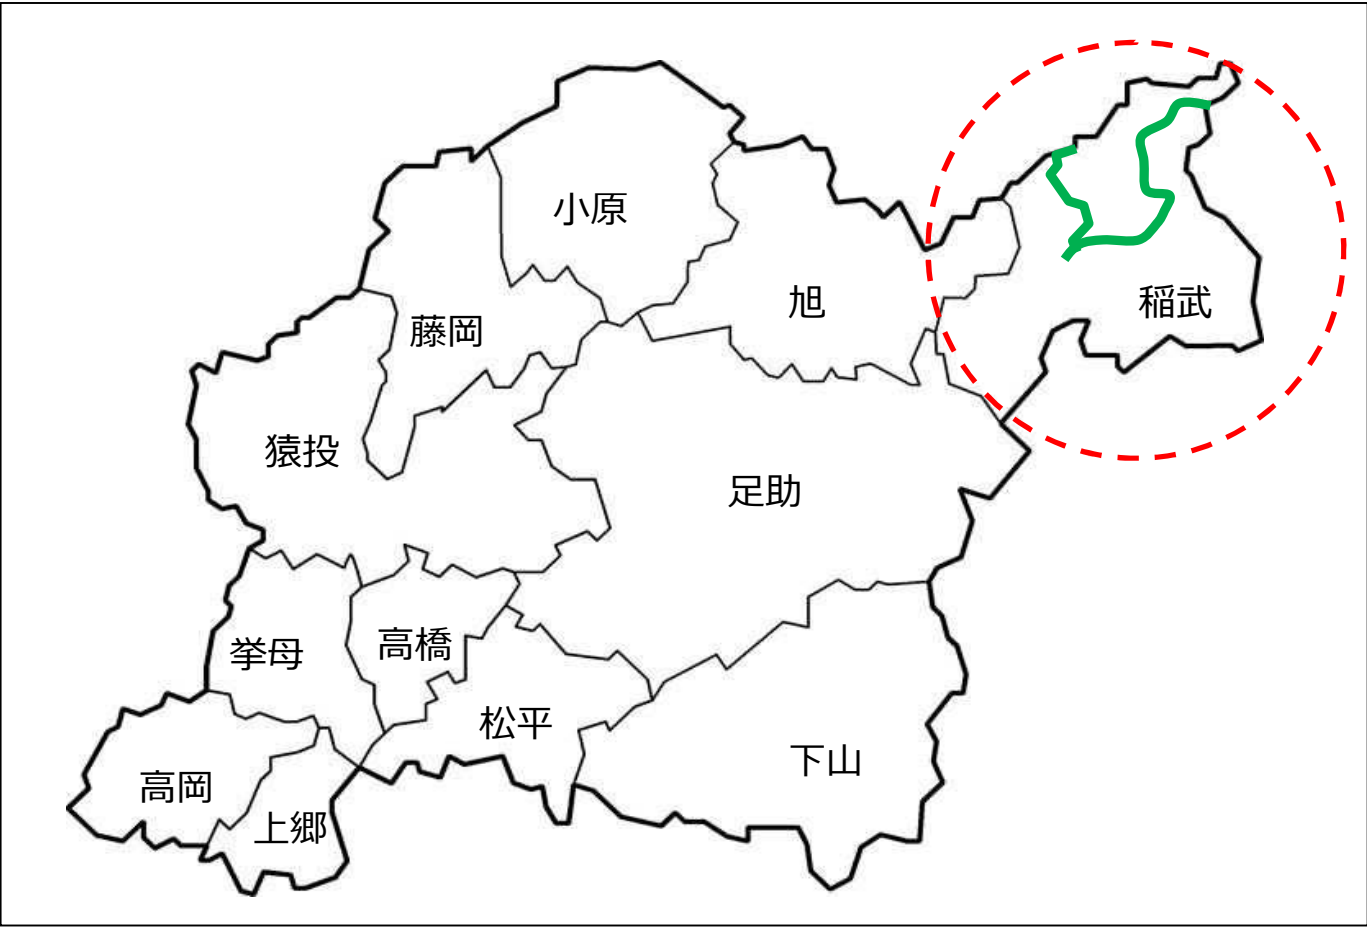 小原
旭
稲武
藤岡
猿投
足助
挙母
高橋
松平
下山
高岡
上郷